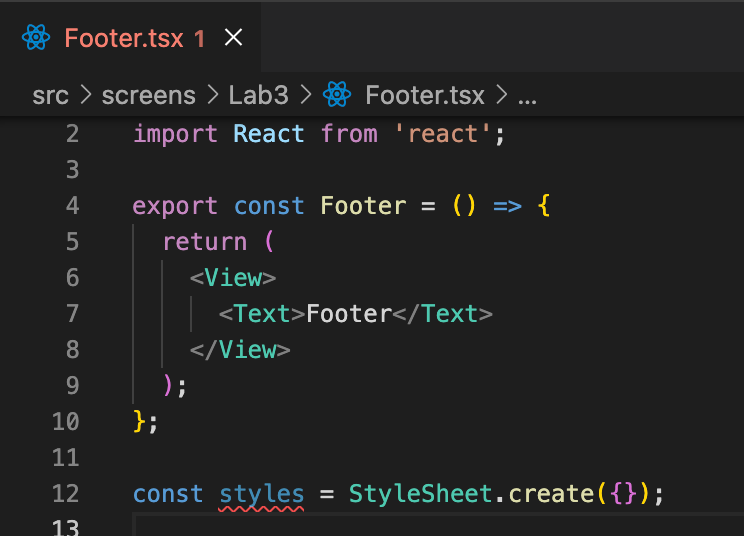 Footer.tsx 1
src > screens > Lab3 > Footer.tsx > ...
2 import React from 'react';
3
4 export const Footer = () => {
5   return (
6     <View>
7       <Text>Footer</Text>
8     </View>
9   );
10 };
11
12 const styles = StyleSheet.create({});
13